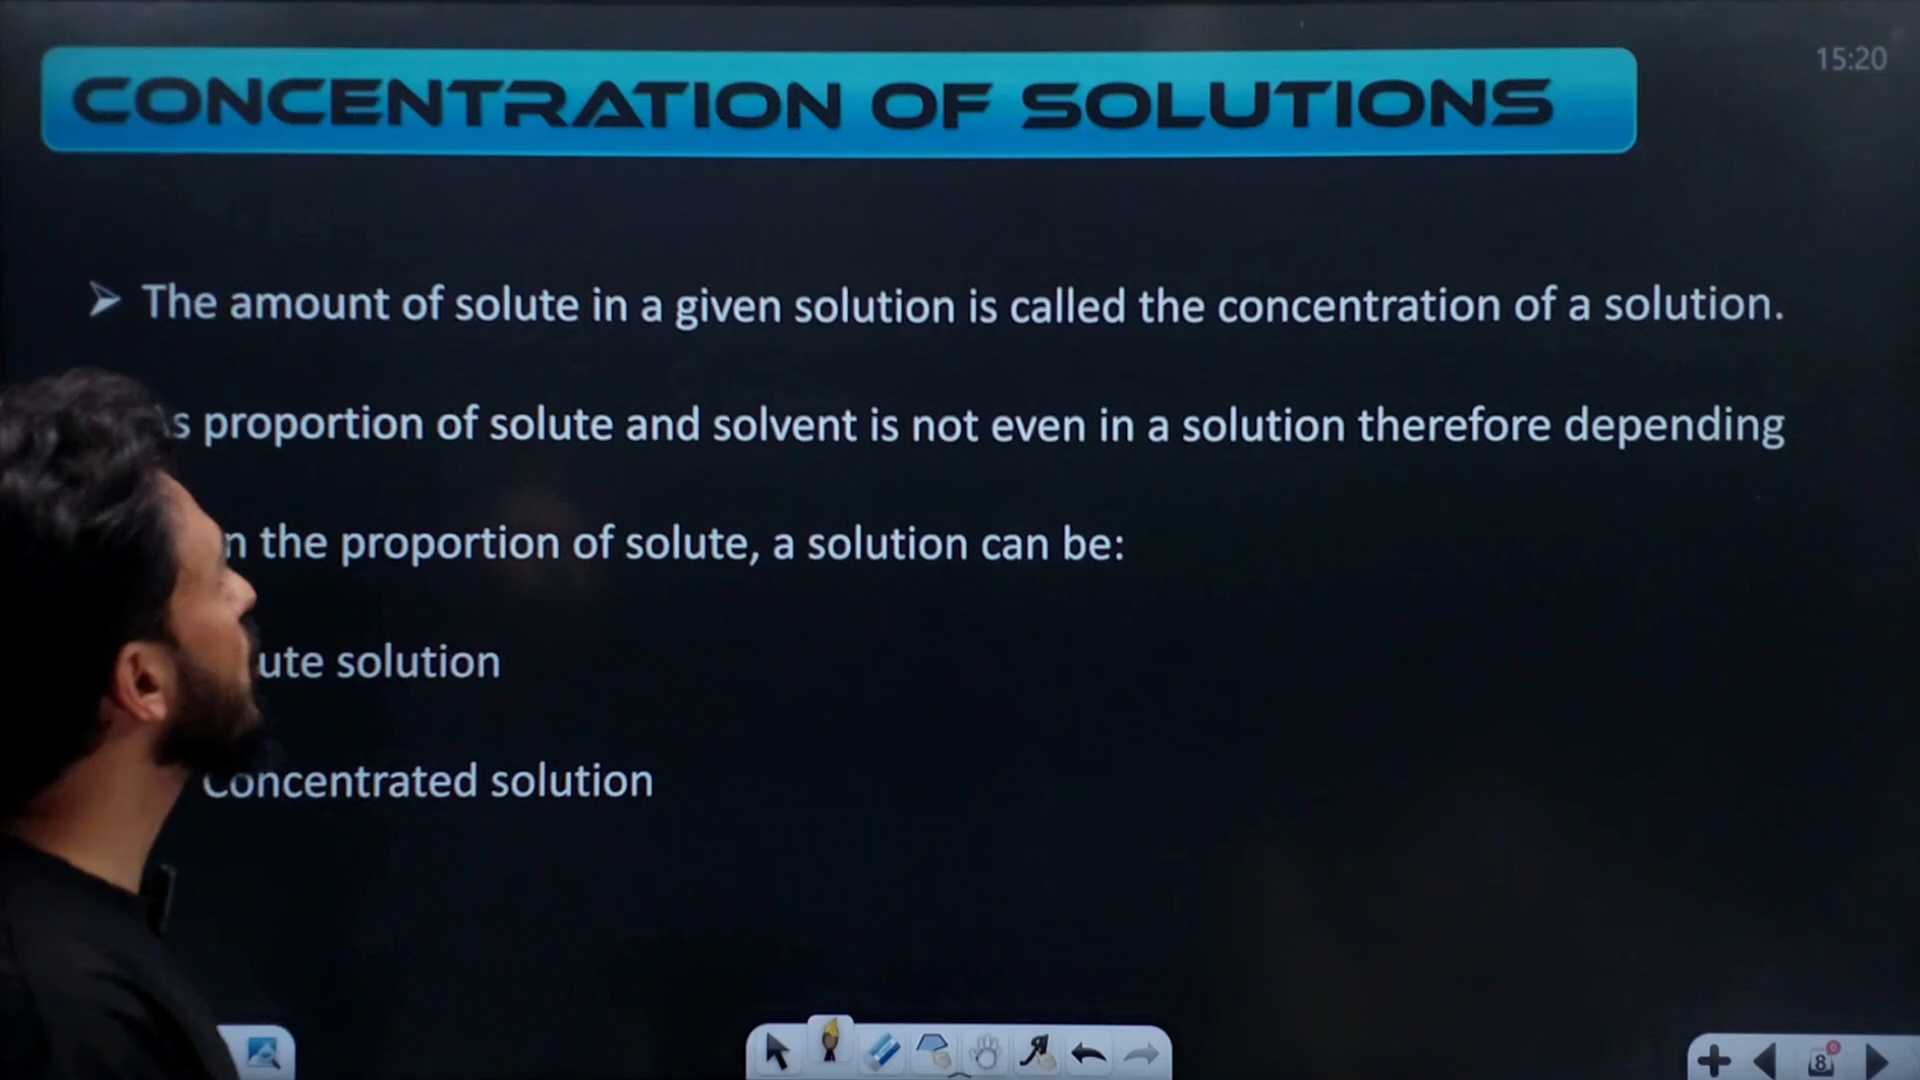 CONCENTRATION OF SOLUTIONS
15:20
➤ The amount of solute in a given solution is called the concentration of a solution.
proportion of solute and solvent is not even in a solution therefore depending
the proportion of solute, a solution can be:
solution
Concentrated solution
8